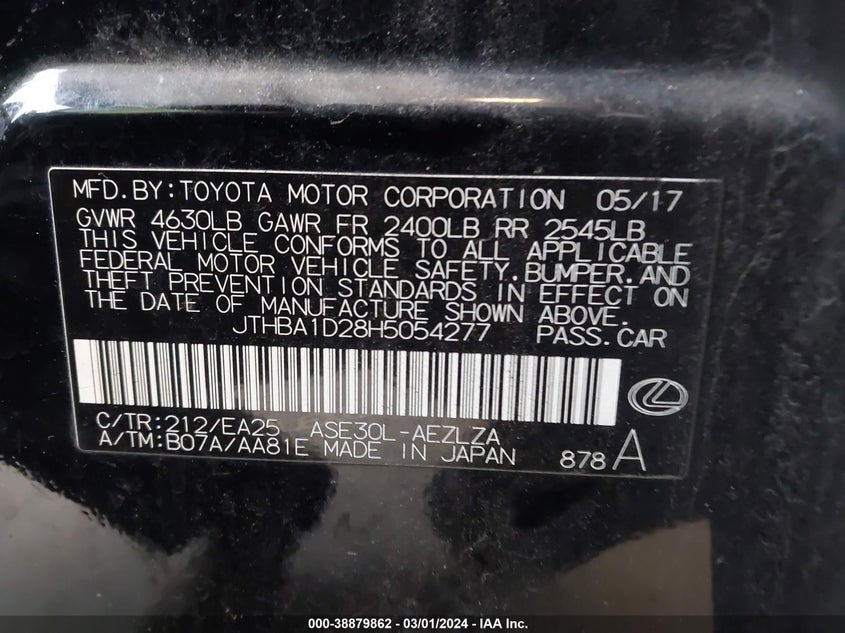 MFD.BY:TOYOTA MOTOR CORPORATION 05/17
GVWR 4630LB GAWR FR 2400LB RR 2545LB
THIS VEHICLE CONFORMS TO ALL APPLICABLE
FEDERAL MOTOR VEHICLE SAFETY.BUMPER.AND
THEFT PREVENTION STANDARDS IN EFFECT ON
THE DATE OF MANUFACTURE SHOWN ABOVE.
JTHBA1D28H5054277 PASS.CAR
C/TR:212/EA25 ASE30L-AEZLZA
A/TM:B07A/AA81E MADE IN JAPAN 878A
000-38879862 / 03/01/2024 - IAA Inc.